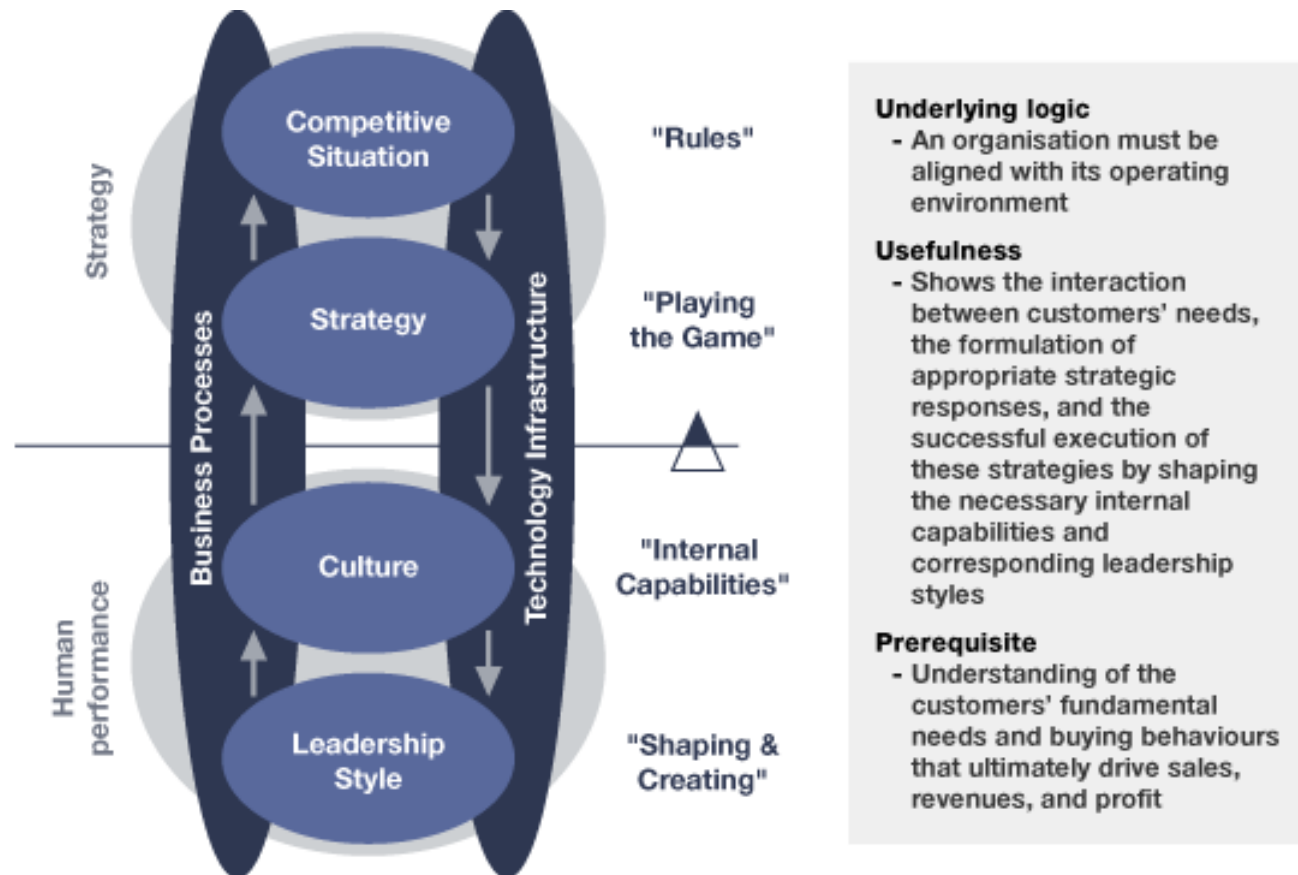 Strategy
Human
performance
Business Processes
Technology Infrastructure
Competitive
Situation
Strategy
Culture
Leadership
Style
"Rules"
"Playing
the Game"
"Internal
Capabilities"
"Shaping &
Creating"
Underlying logic
- An organisation must be
aligned with its operating
environment
Usefulness
- Shows the interaction
between customers' needs,
the formulation of
appropriate strategic
responses, and the
successful execution of
these strategies by shaping
the necessary internal
capabilities and
corresponding leadership
styles
Prerequisite
- Understanding of the
customers' fundamental
needs and buying behaviours
that ultimately drive sales,
revenues, and profit